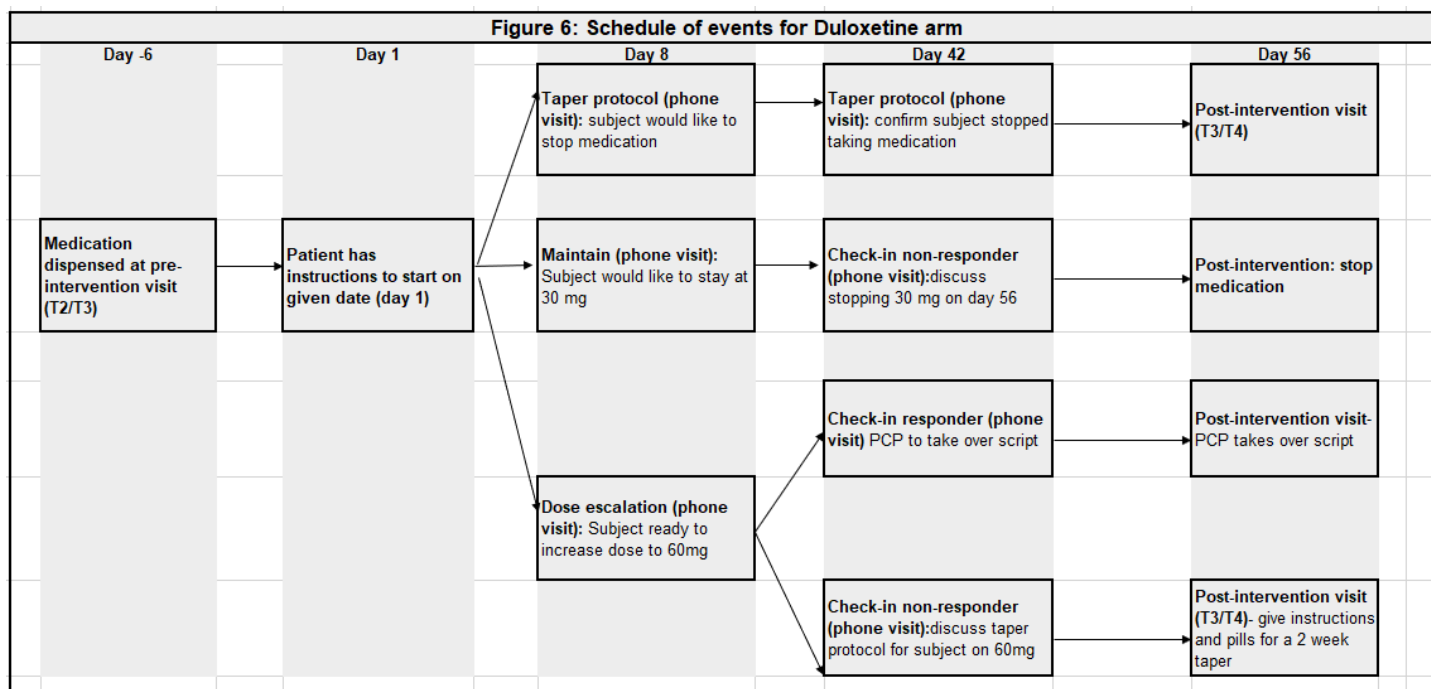 Figure 6: Schedule of events for Duloxetine arm
Day -6
Day 1
Day 8
Day 42
Day 56
Taper protocol (phone
visit): subject would like to
stop medication
Taper protocol (phone
visit): confirm subject stopped
taking medication
Post-intervention visit
(T3/T4)
Medication
dispensed at pre-
intervention visit
(T2/T3)
Patient has
instructions to start on
given date (day 1)
Maintain (phone visit):
Subject would like to stay at
30 mg
Check-in non-responder
(phone visit):discuss
stopping 30 mg on day 56
Post-intervention: stop
medication
Check-in responder (phone
visit) PCP to take over script
Post-intervention visit-
PCP takes over script
Dose escalation (phone
visit): Subject ready to
increase dose to 60mg
Check-in non-responder
(phone visit):discuss taper
protocol for subject on 60mg
Post-intervention visit
(T3/T4)- give instructions
and pills for a 2 week
taper